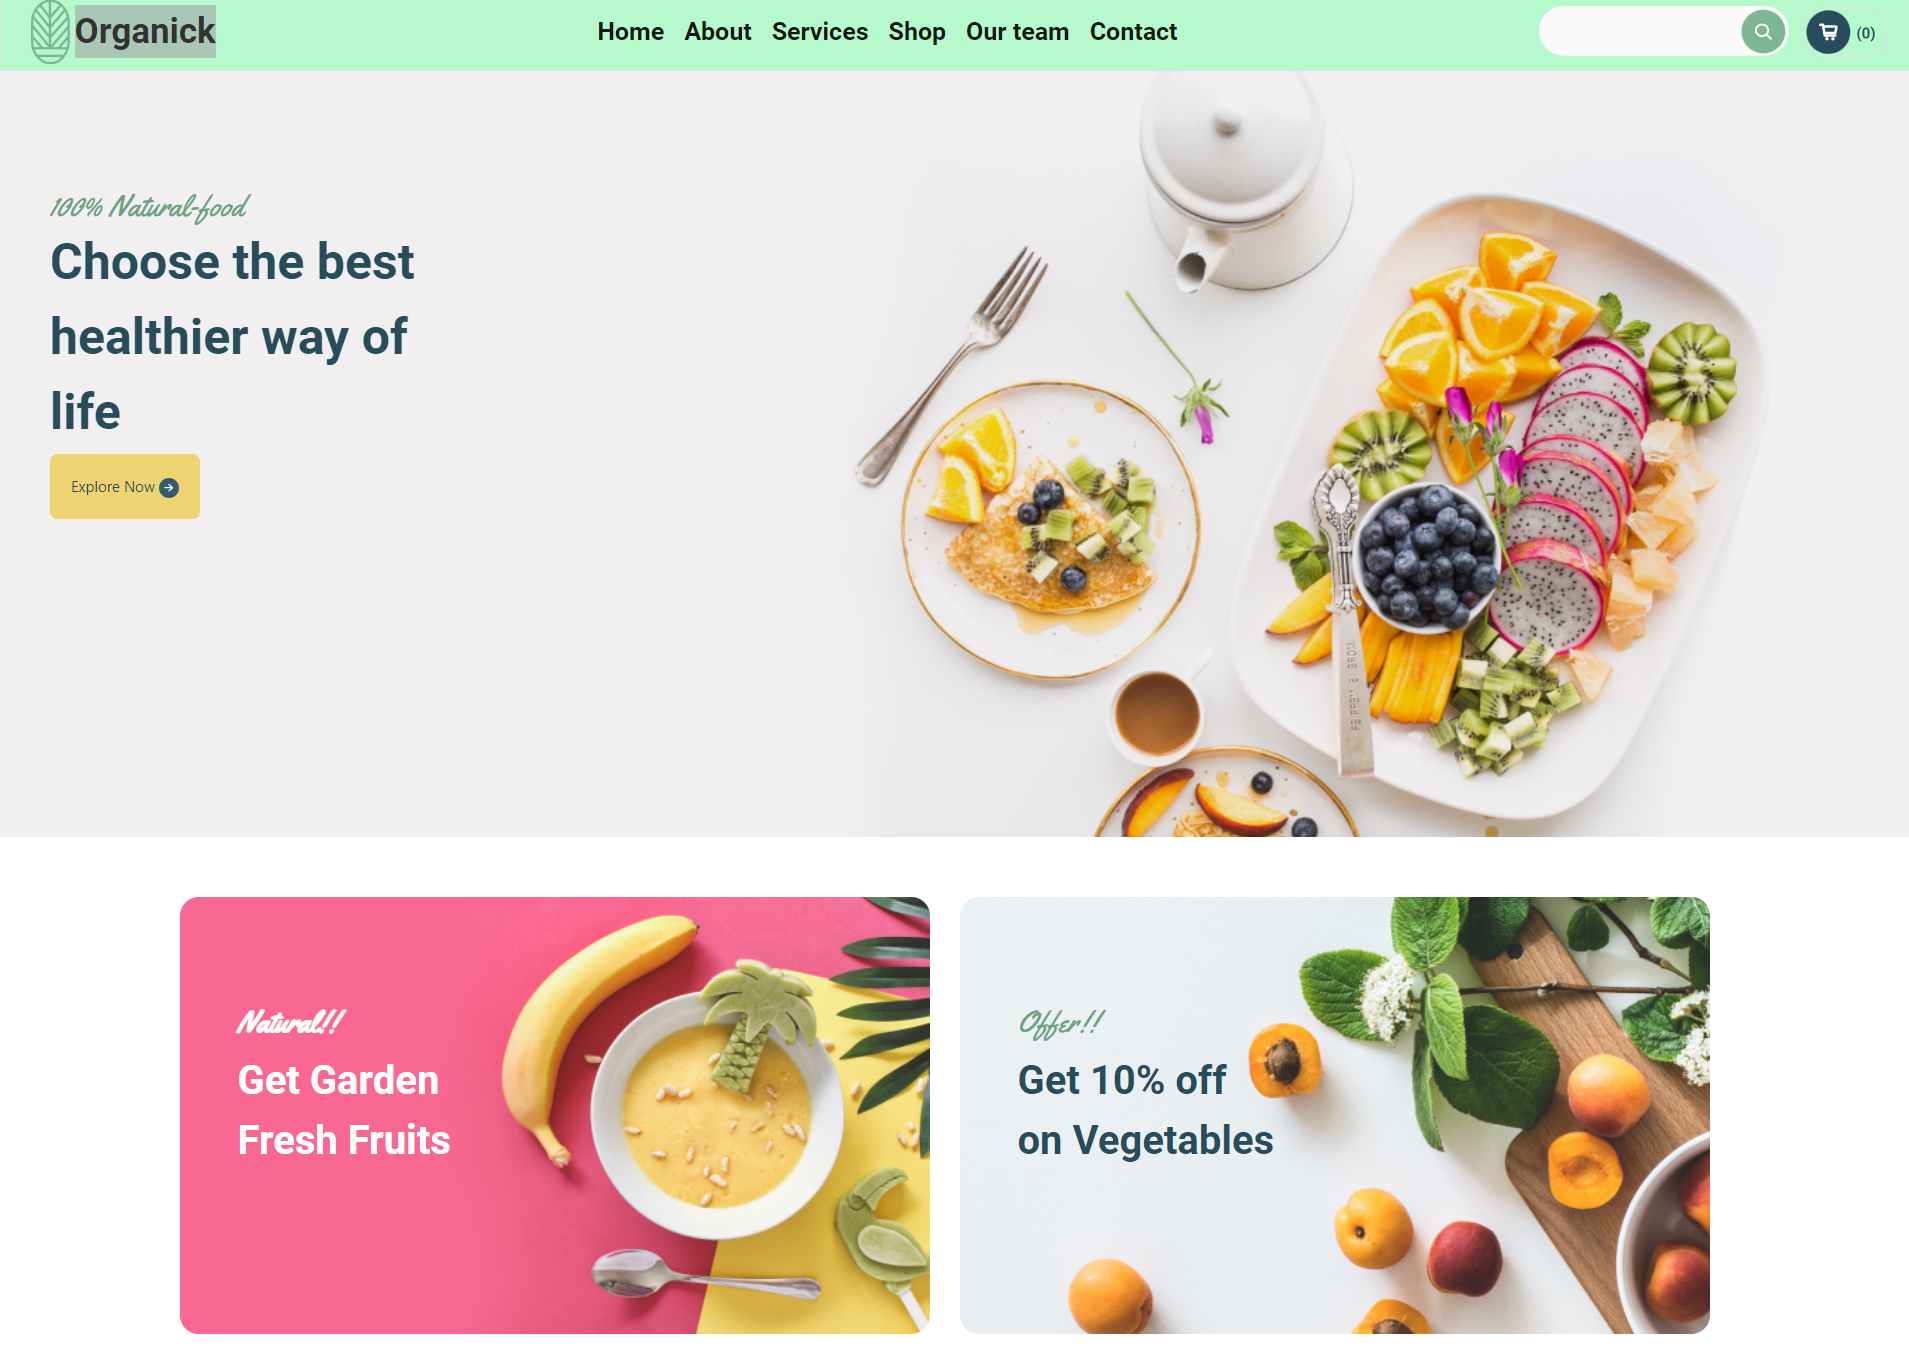 Organick
Home About Services Shop Our team Contact
(0)
100% Natural-food
Choose the best
healthier way of
life
Explore Now
Natural!!
Get Garden
Fresh Fruits
Offer!!
Get 10% off
on Vegetables